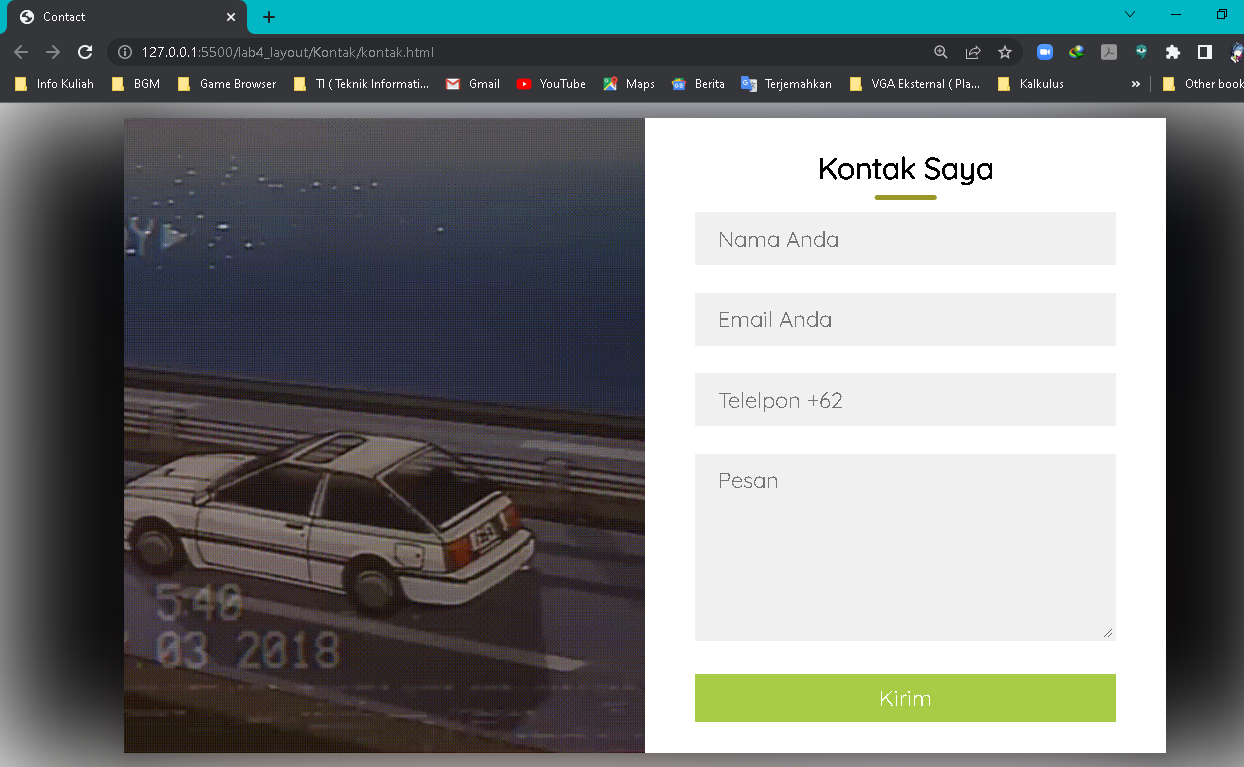 Contact
127.0.0.1:5500/lab4_layout/Kontak/kontak.html
Info Kuliah BGM Game Browser TI ( Teknik Informati... Gmail YouTube Maps Berita Terjemahkan VGA Eksternal ( Pla... Kalkulus » Other book
Kontak Saya
Nama Anda
Email Anda
Telelpon +62
Pesan
Kirim
5:40
.03 2018